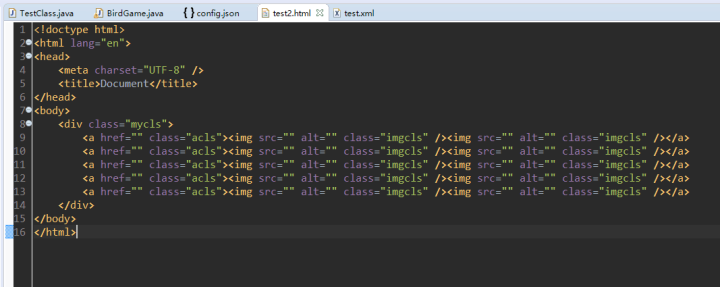 TestClass.java BirdGame.java config.json test2.html test.xml
1 <!doctype html>
2 <html lang="en">
3 <head>
4 <meta charset="UTF-8" />
5 <title>Document</title>
6 </head>
7 <body>
8 <div class="mycls">
9 <a href="" class="acls"><img src="" alt="" class="imgcls" /><img src="" alt="" class="imgcls" /></a>
10 <a href="" class="acls"><img src="" alt="" class="imgcls" /><img src="" alt="" class="imgcls" /></a>
11 <a href="" class="acls"><img src="" alt="" class="imgcls" /><img src="" alt="" class="imgcls" /></a>
12 <a href="" class="acls"><img src="" alt="" class="imgcls" /><img src="" alt="" class="imgcls" /></a>
13 <a href="" class="acls"><img src="" alt="" class="imgcls" /><img src="" alt="" class="imgcls" /></a>
14 </div>
15 </body>
16 </html>